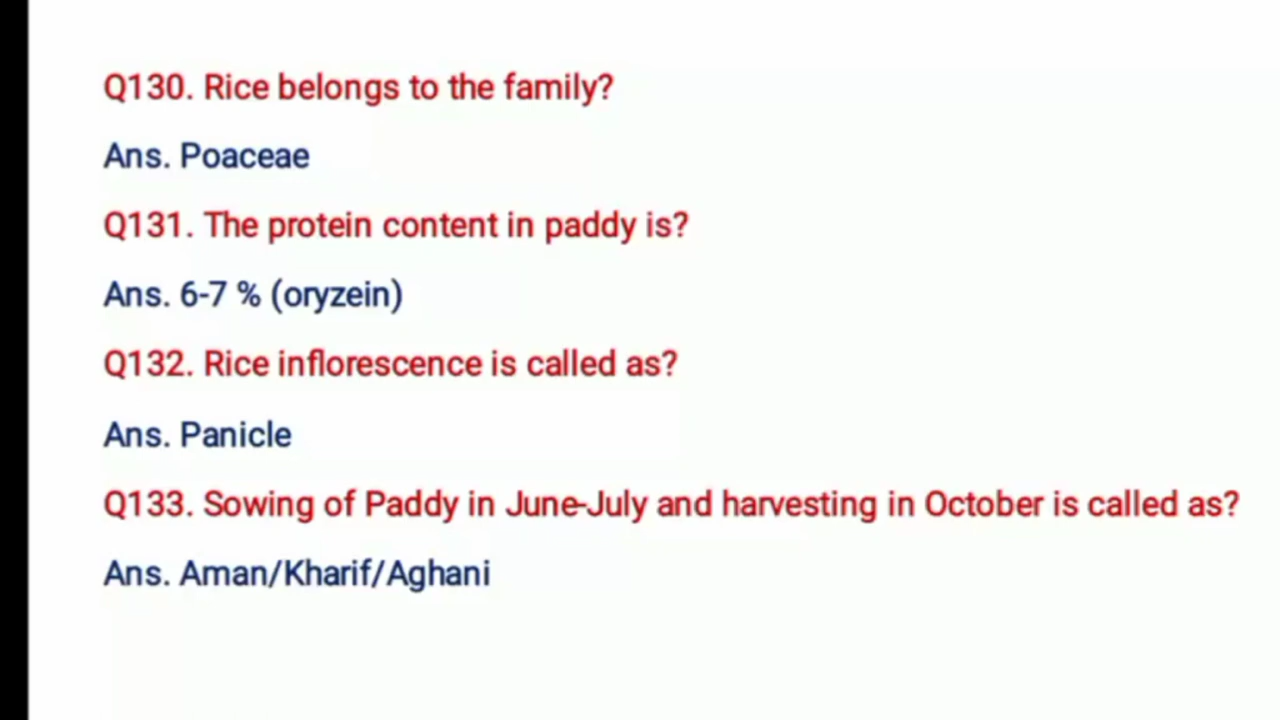 Q130. Rice belongs to the family?
Ans. Poaceae
Q131. The protein content in paddy is?
Ans. 6-7 % (oryzein)
Q132. Rice inflorescence is called as?
Ans. Panicle
Q133. Sowing of Paddy in June-July and harvesting in October is called as?
Ans. Aman/Kharif/Aghani